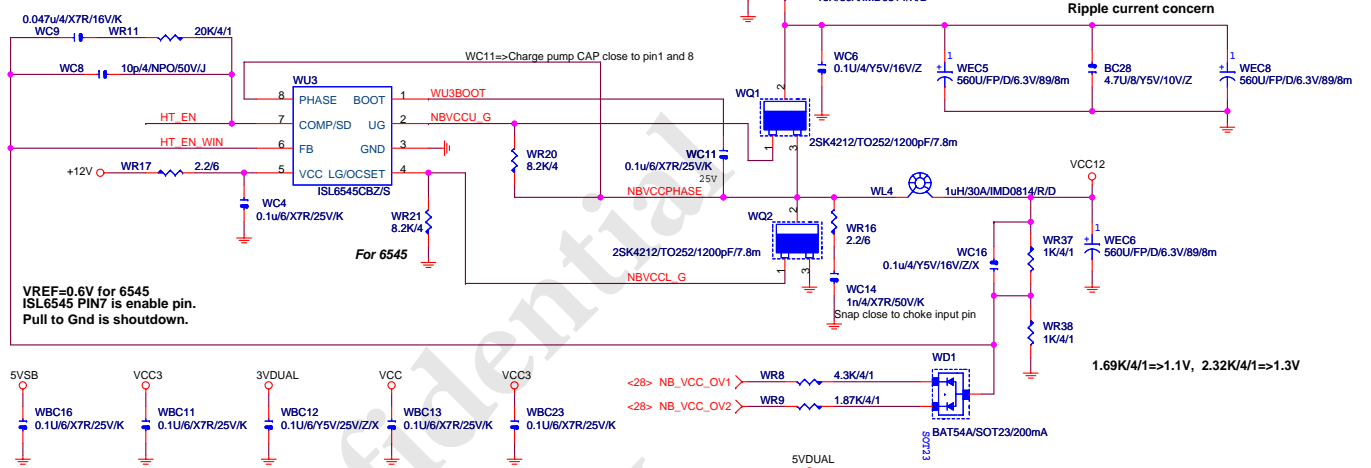 Ripple current concern
0.047u/4/X7R/16V/K
WC9 WR11 20K/4/1
WC8 10p/4/NPO/50V/J
WC11=>Charge pump CAP close to pin1 and 8
WC6
0.1U/4/Y5V/16V/Z
1
WEC5
560U/FP/D/6.3V/89/8m
BC28
4.7U/8/Y5V/10V/Z
1
WEC8
560U/FP/D/6.3V/89/8m
WU3
8 PHASE BOOT 1 WU3BOOT
HT_EN 7 COMP/SD UG 2 NBVCCU_G
HT_EN_WIN 6 FB GND 3
+12V WR17 2.2/6 5 VCC LG/OCSET 4
ISL6545CBZ/S
WQ1
2
1
3
2SK4212/TO252/1200pF/7.8m
WR20
8.2K/4
WC11
0.1u/6/X7R/25V/K
25V
NBVCCPHASE
WL4 1uH/30A/IMD0814/R/D
VCC12
WC4
0.1u/6/X7R/25V/K
WR21
8.2K/4
For 6545
WQ2
2
1
3
2SK4212/TO252/1200pF/7.8m
NBVCCL_G
WR16
2.2/6
WC14
1n/4/X7R/50V/K
Snap close to choke input pin
WC16
0.1u/4/Y5V/16V/Z/X
WR37
1K/4/1
1
WEC6
560U/FP/D/6.3V/89/8m
WR38
1K/4/1
VREF=0.6V for 6545
ISL6545 PIN7 is enable pin.
Pull to Gnd is shutdown.
1.69K/4/1=>1.1V, 2.32K/4/1=>1.3V
5VSB
WBC16
0.1U/6/X7R/25V/K
VCC3
WBC11
0.1U/6/X7R/25V/K
3VDUAL
WBC12
0.1U/6/Y5V/25V/Z/X
VCC
WBC13
0.1U/6/X7R/25V/K
VCC3
WBC23
0.1U/6/X7R/25V/K
<28> NB_VCC_OV1 WR8 4.3K/4/1
<28> NB_VCC_OV2 WR9 1.87K/4/1
WD1
BAT54A/SOT23/200mA
SOT23
5VDUAL